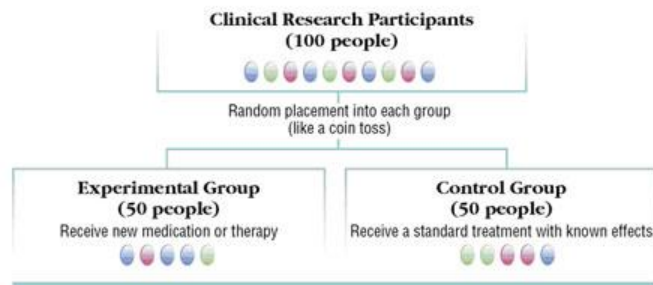 Clinical Research Participants
(100 people)
Random placement into each group
(like a coin toss)
Experimental Group
(50 people)
Receive new medication or therapy
Control Group
(50 people)
Receive a standard treatment with known effects